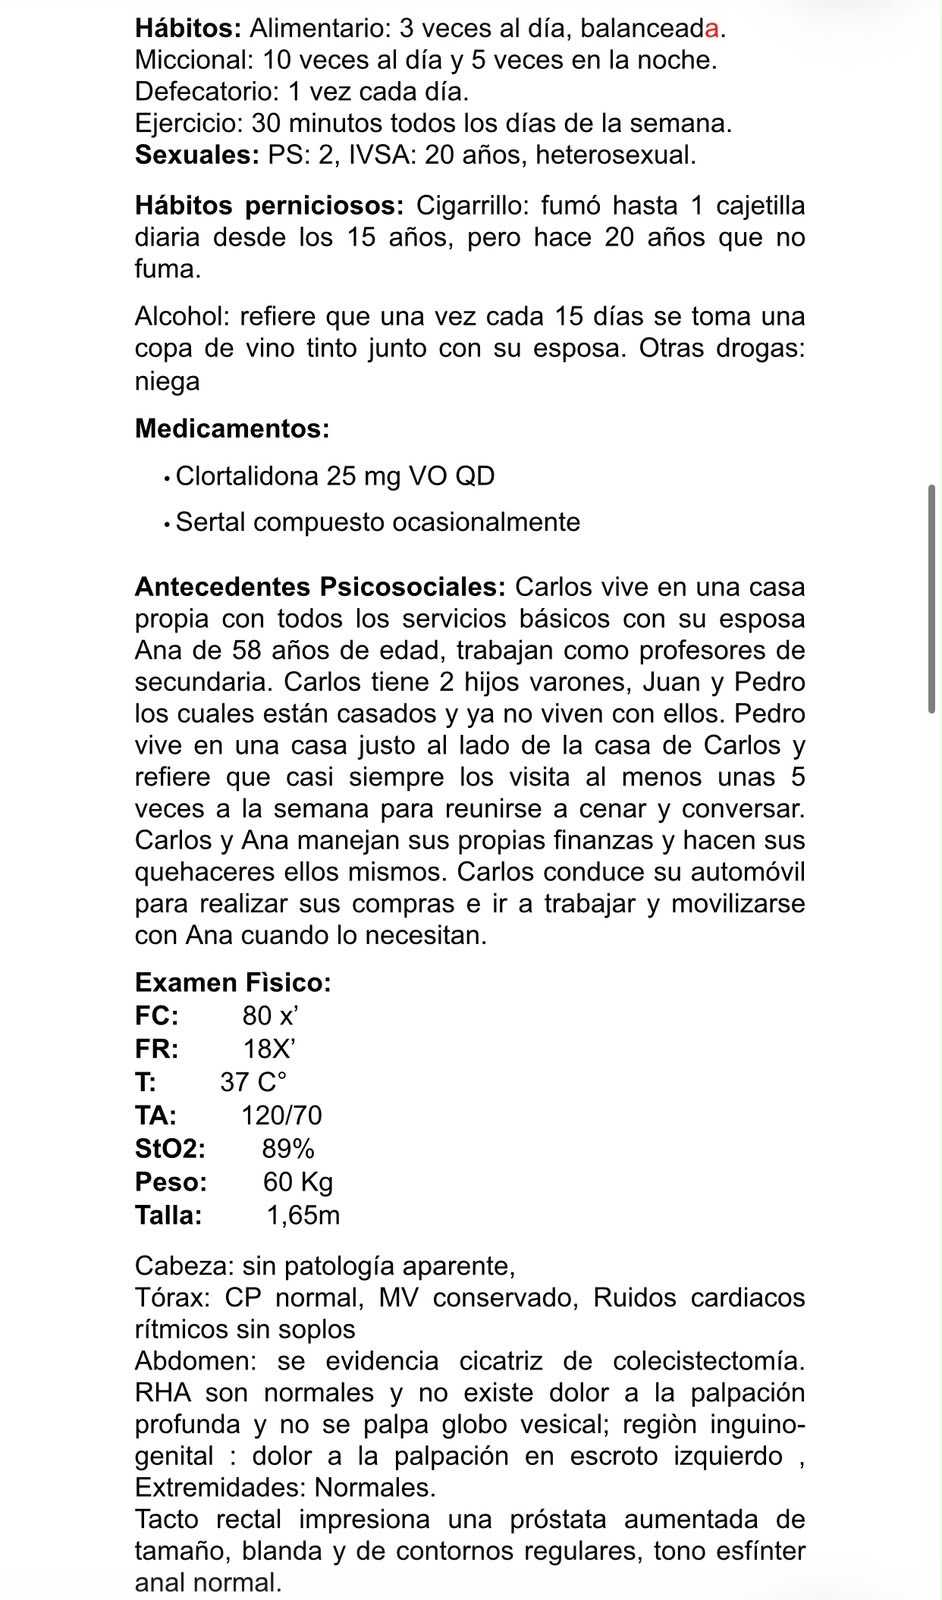 Hábitos: Alimentario: 3 veces al día, balanceada.
Miccional: 10 veces al día y 5 veces en la noche.
Defecatorio: 1 vez cada día.
Ejercicio: 30 minutos todos los días de la semana.
Sexuales: PS: 2, IVSA: 20 años, heterosexual.
Hábitos perniciosos: Cigarrillo: fumó hasta 1 cajetilla
diaria desde los 15 años, pero hace 20 años que no
fuma.
Alcohol: refiere que una vez cada 15 días se toma una
copa de vino tinto junto con su esposa. Otras drogas:
niega
Medicamentos:
• Clortalidona 25 mg VO QD
• Sertal compuesto ocasionalmente
Antecedentes Psicosociales: Carlos vive en una casa
propia con todos los servicios básicos con su esposa
Ana de 58 años de edad, trabajan como profesores de
secundaria. Carlos tiene 2 hijos varones, Juan y Pedro
los cuales están casados y ya no viven con ellos. Pedro
vive en una casa justo al lado de la casa de Carlos y
refiere que casi siempre los visita al menos unas 5
veces a la semana para reunirse a cenar y conversar.
Carlos y Ana manejan sus propias finanzas y hacen sus
quehaceres ellos mismos. Carlos conduce su automóvil
para realizar sus compras e ir a trabajar y movilizarse
con Ana cuando lo necesitan.
Examen Fìsico:
FC: 80 x’
FR: 18X’
T: 37 C°
TA: 120/70
StO2: 89%
Peso: 60 Kg
Talla: 1,65m
Cabeza: sin patología aparente,
Tórax: CP normal, MV conservado, Ruidos cardiacos
rítmicos sin soplos
Abdomen: se evidencia cicatriz de colecistectomía.
RHA son normales y no existe dolor a la palpación
profunda y no se palpa globo vesical; regiòn inguino-
genital : dolor a la palpación en escroto izquierdo ,
Extremidades: Normales.
Tacto rectal impresiona una próstata aumentada de
tamaño, blanda y de contornos regulares, tono esfínter
anal normal.